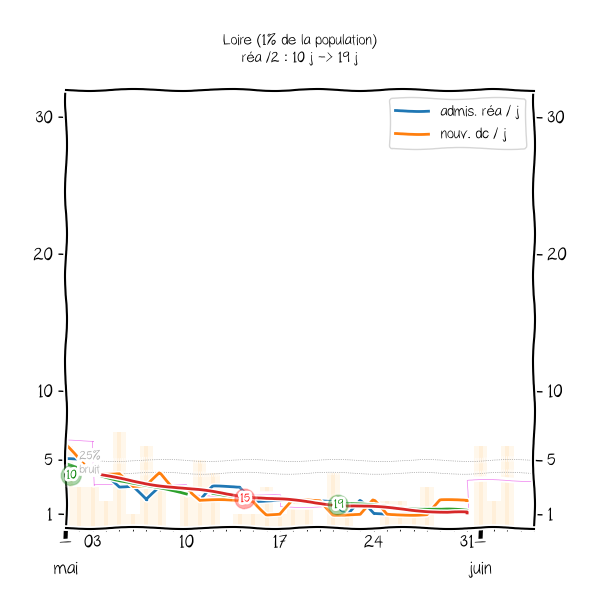 Loire (1% de la population)
réa /2 : 10 j -> 19 j
admis. réa / j
nouv. dc / j
30 30
20 20
10 10
5 5
1 1
25%
bruit
10
15
19
03 10 17 24 31
mai juin